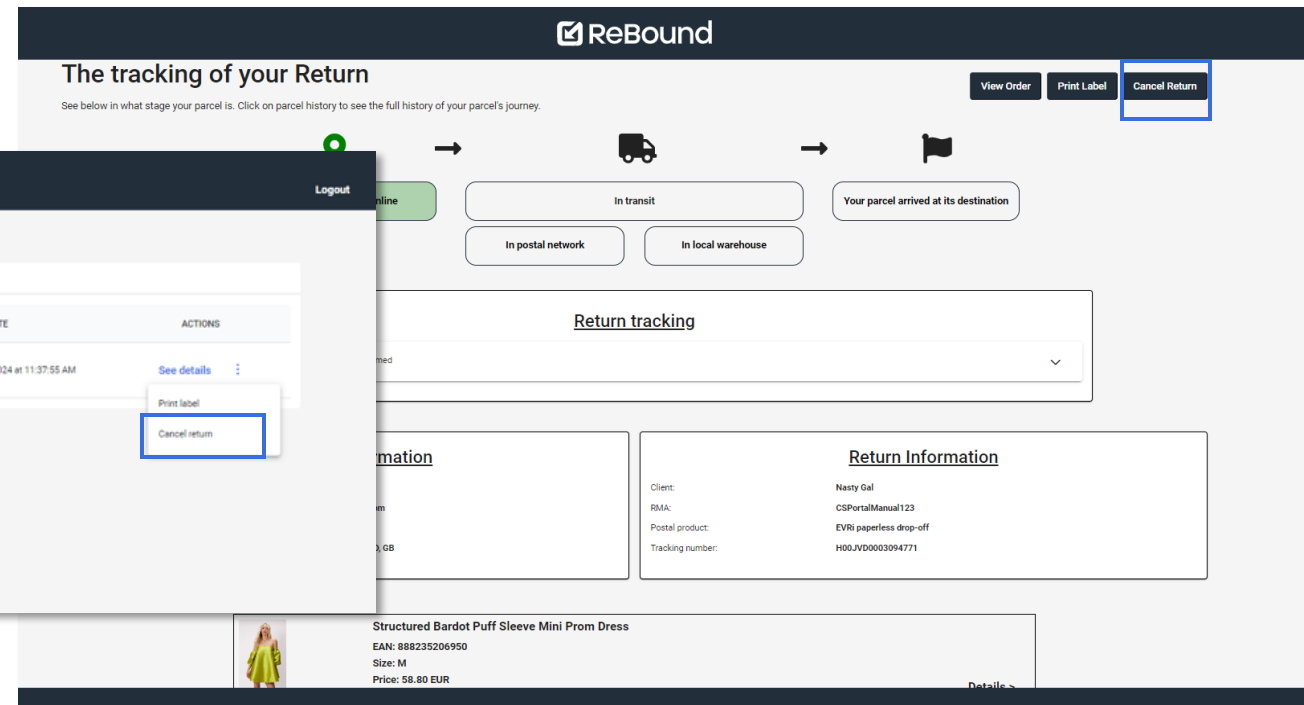 ReBound
The tracking of your Return
See below in what stage your parcel is. Click on parcel history to see the full history of your parcel's journey.
View Order
Print Label
Cancel Return
nline
In transit
Your parcel arrived at its destination
In postal network
In local warehouse
Return tracking
med
Logout
TE
ACTIONS
024 at 11:37:55 AM
See details
Print label
Cancel return
mation
m
0, GB
Return Information
Client: Nasty Gal
RMA: CSPortalManual123
Postal product: EVRi paperless drop-off
Tracking number: H00JVD0003094771
Structured Bardot Puff Sleeve Mini Prom Dress
EAN: 888235206950
Size: M
Price: 58.80 EUR
Details >